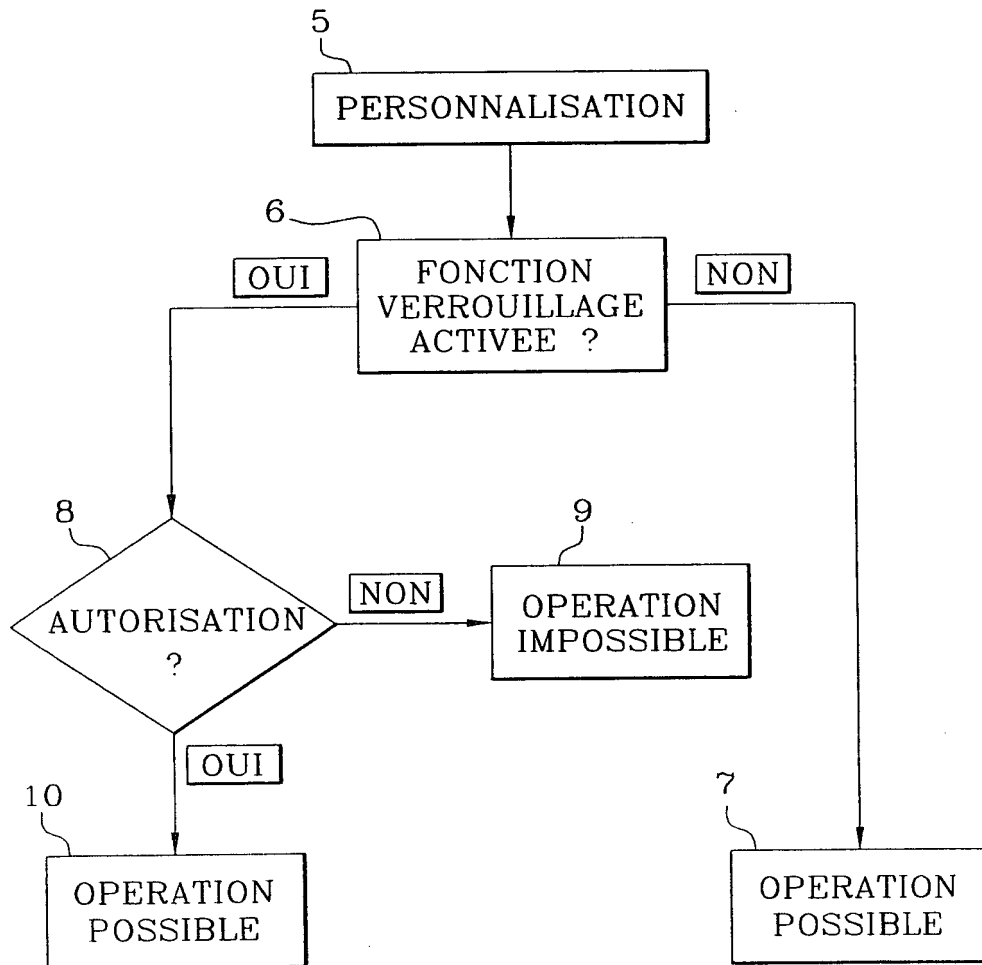 5
PERSONNALISATION
6
OUI
FONCTION
VERROUILLAGE
ACTIVEE ?
NON
8
AUTORISATION
?
NON
9
OPERATION
IMPOSSIBLE
OUI
10
OPERATION
POSSIBLE
7
OPERATION
POSSIBLE